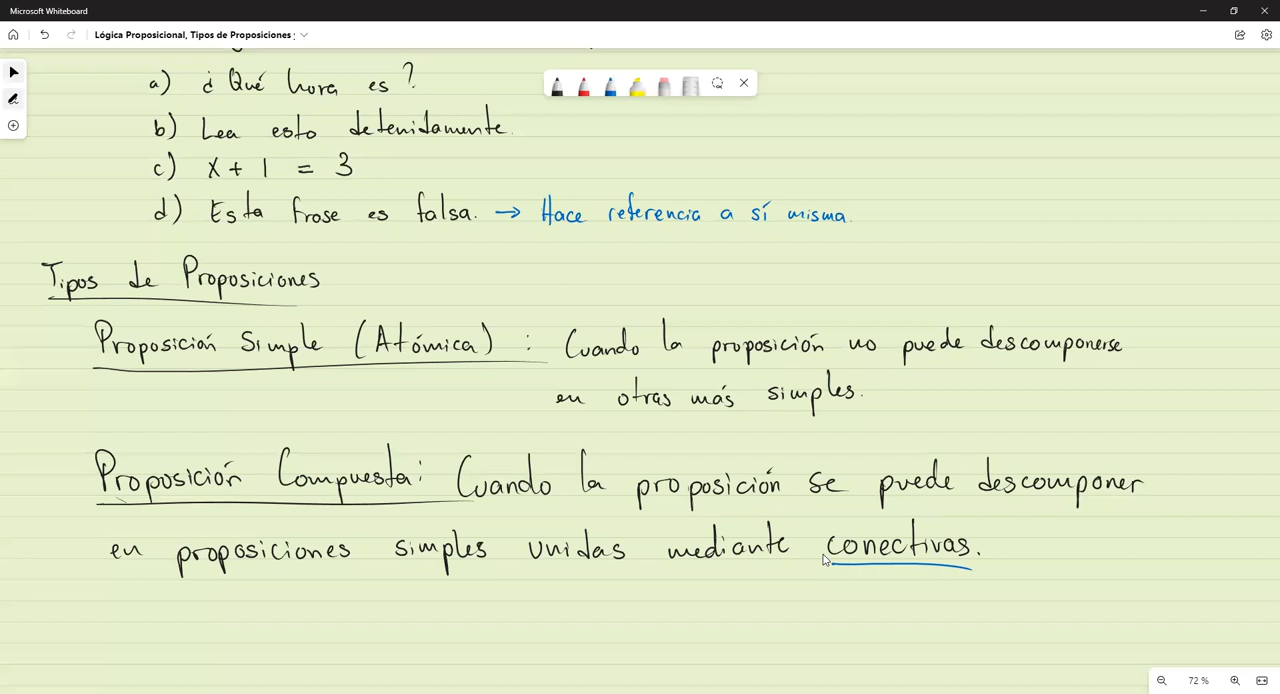 Microsoft Whiteboard
Lógica Proposicional, Tipos de Proposiciones
a) ¿Qué hora es?
b) Lea esto detenidamente.
c) x + 1 = 3
d) Esta frase es falsa. → Hace referencia a sí misma.
Tipos de Proposiciones
Proposición Simple (Atómica) : Cuando la proposición no puede descomponerse
en otras más simples.
Proposición Compuesta: Cuando la proposición se puede descomponer
en proposiciones simples unidas mediante conectivas.
72 %